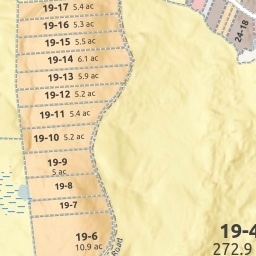 19-17 5.4 ac
19-16 5.3 ac
19-15 5.5 ac
19-14 6.1 ac
19-13 5.9 ac
19-12 5.2 ac
19-11 5.4 ac
19-10 5.2 ac
19-9
5 ac
19-8
19-7
19-6
10.9 ac
Road
24-18
19-4
272.9